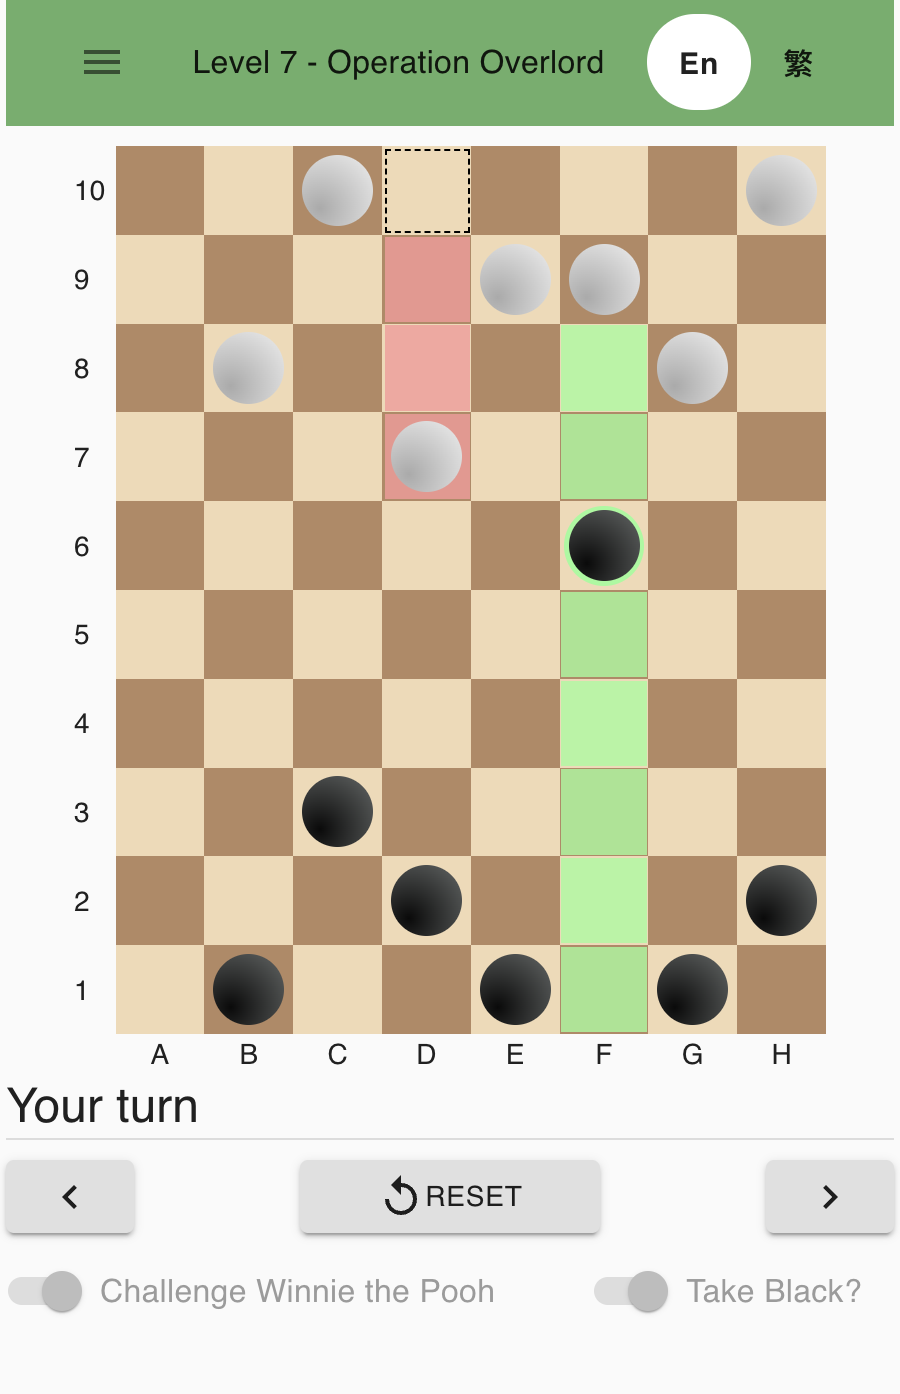 Level 7 - Operation Overlord En 繁
10
9
8
7
6
5
4
3
2
1
A B C D E F G H
Your turn
RESET
Challenge Winnie the Pooh Take Black?